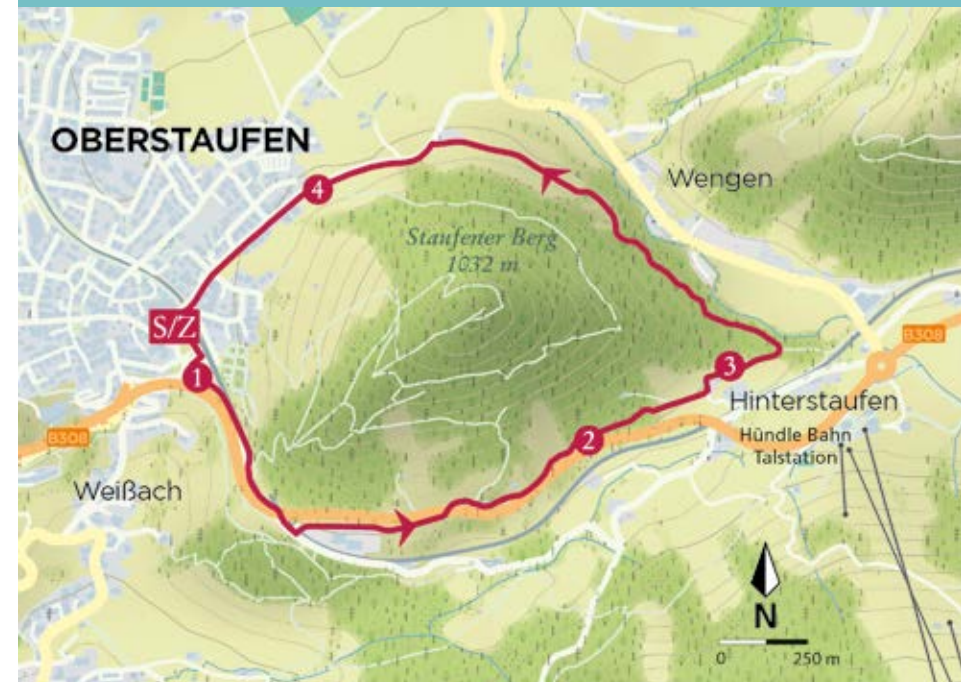 OBERSTAUFEN
4
Wengen
Staufener Berg
1032 m
S/Z
1
3
B308
Hinterstaufen
2
Hündle Bahn
Talstation
B308
Weißach
N
0 250 m